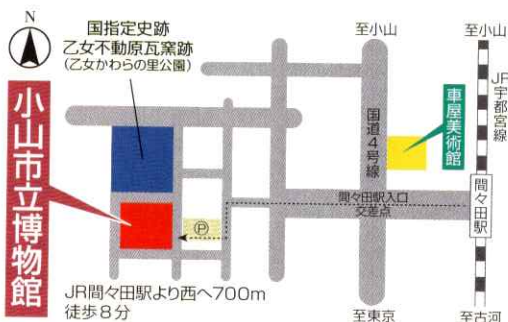 N
国指定史跡
乙女不動原瓦窯跡
(乙女かわらの里公園)
至小山
至小山
JR宇都宮線
国道4号線
車屋美術館
小山市立博物館
間々田駅入口
交差点
間々田駅
P
JR間々田駅より西へ700m
徒歩8分
至東京
至古河